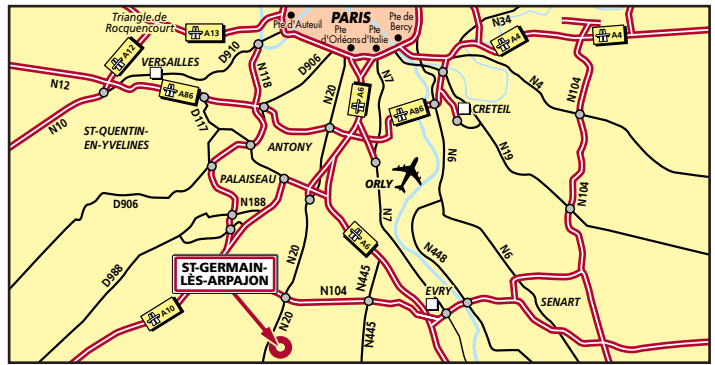 Triangle de
Rocquencourt
A13
Pte d'Auteuil
PARIS
Pte
d'Orléans
Pte
d'Italie
Pte de
Bercy
N34
A4
A4
A12
VERSAILLES
D910
N118
D906
N20
A6
N7
N4
N104
N12
A86
A86
CRETEIL
N10
D117
ST-QUENTIN-
EN-YVELINES
ANTONY
N6
N19
PALAISEAU
ORLY
D906
N188
N7
N104
D988
N20
A6
N445
N448
N6
ST-GERMAIN-
LÈS-ARPAJON
N104
EVRY
SENART
A10
N20
N445